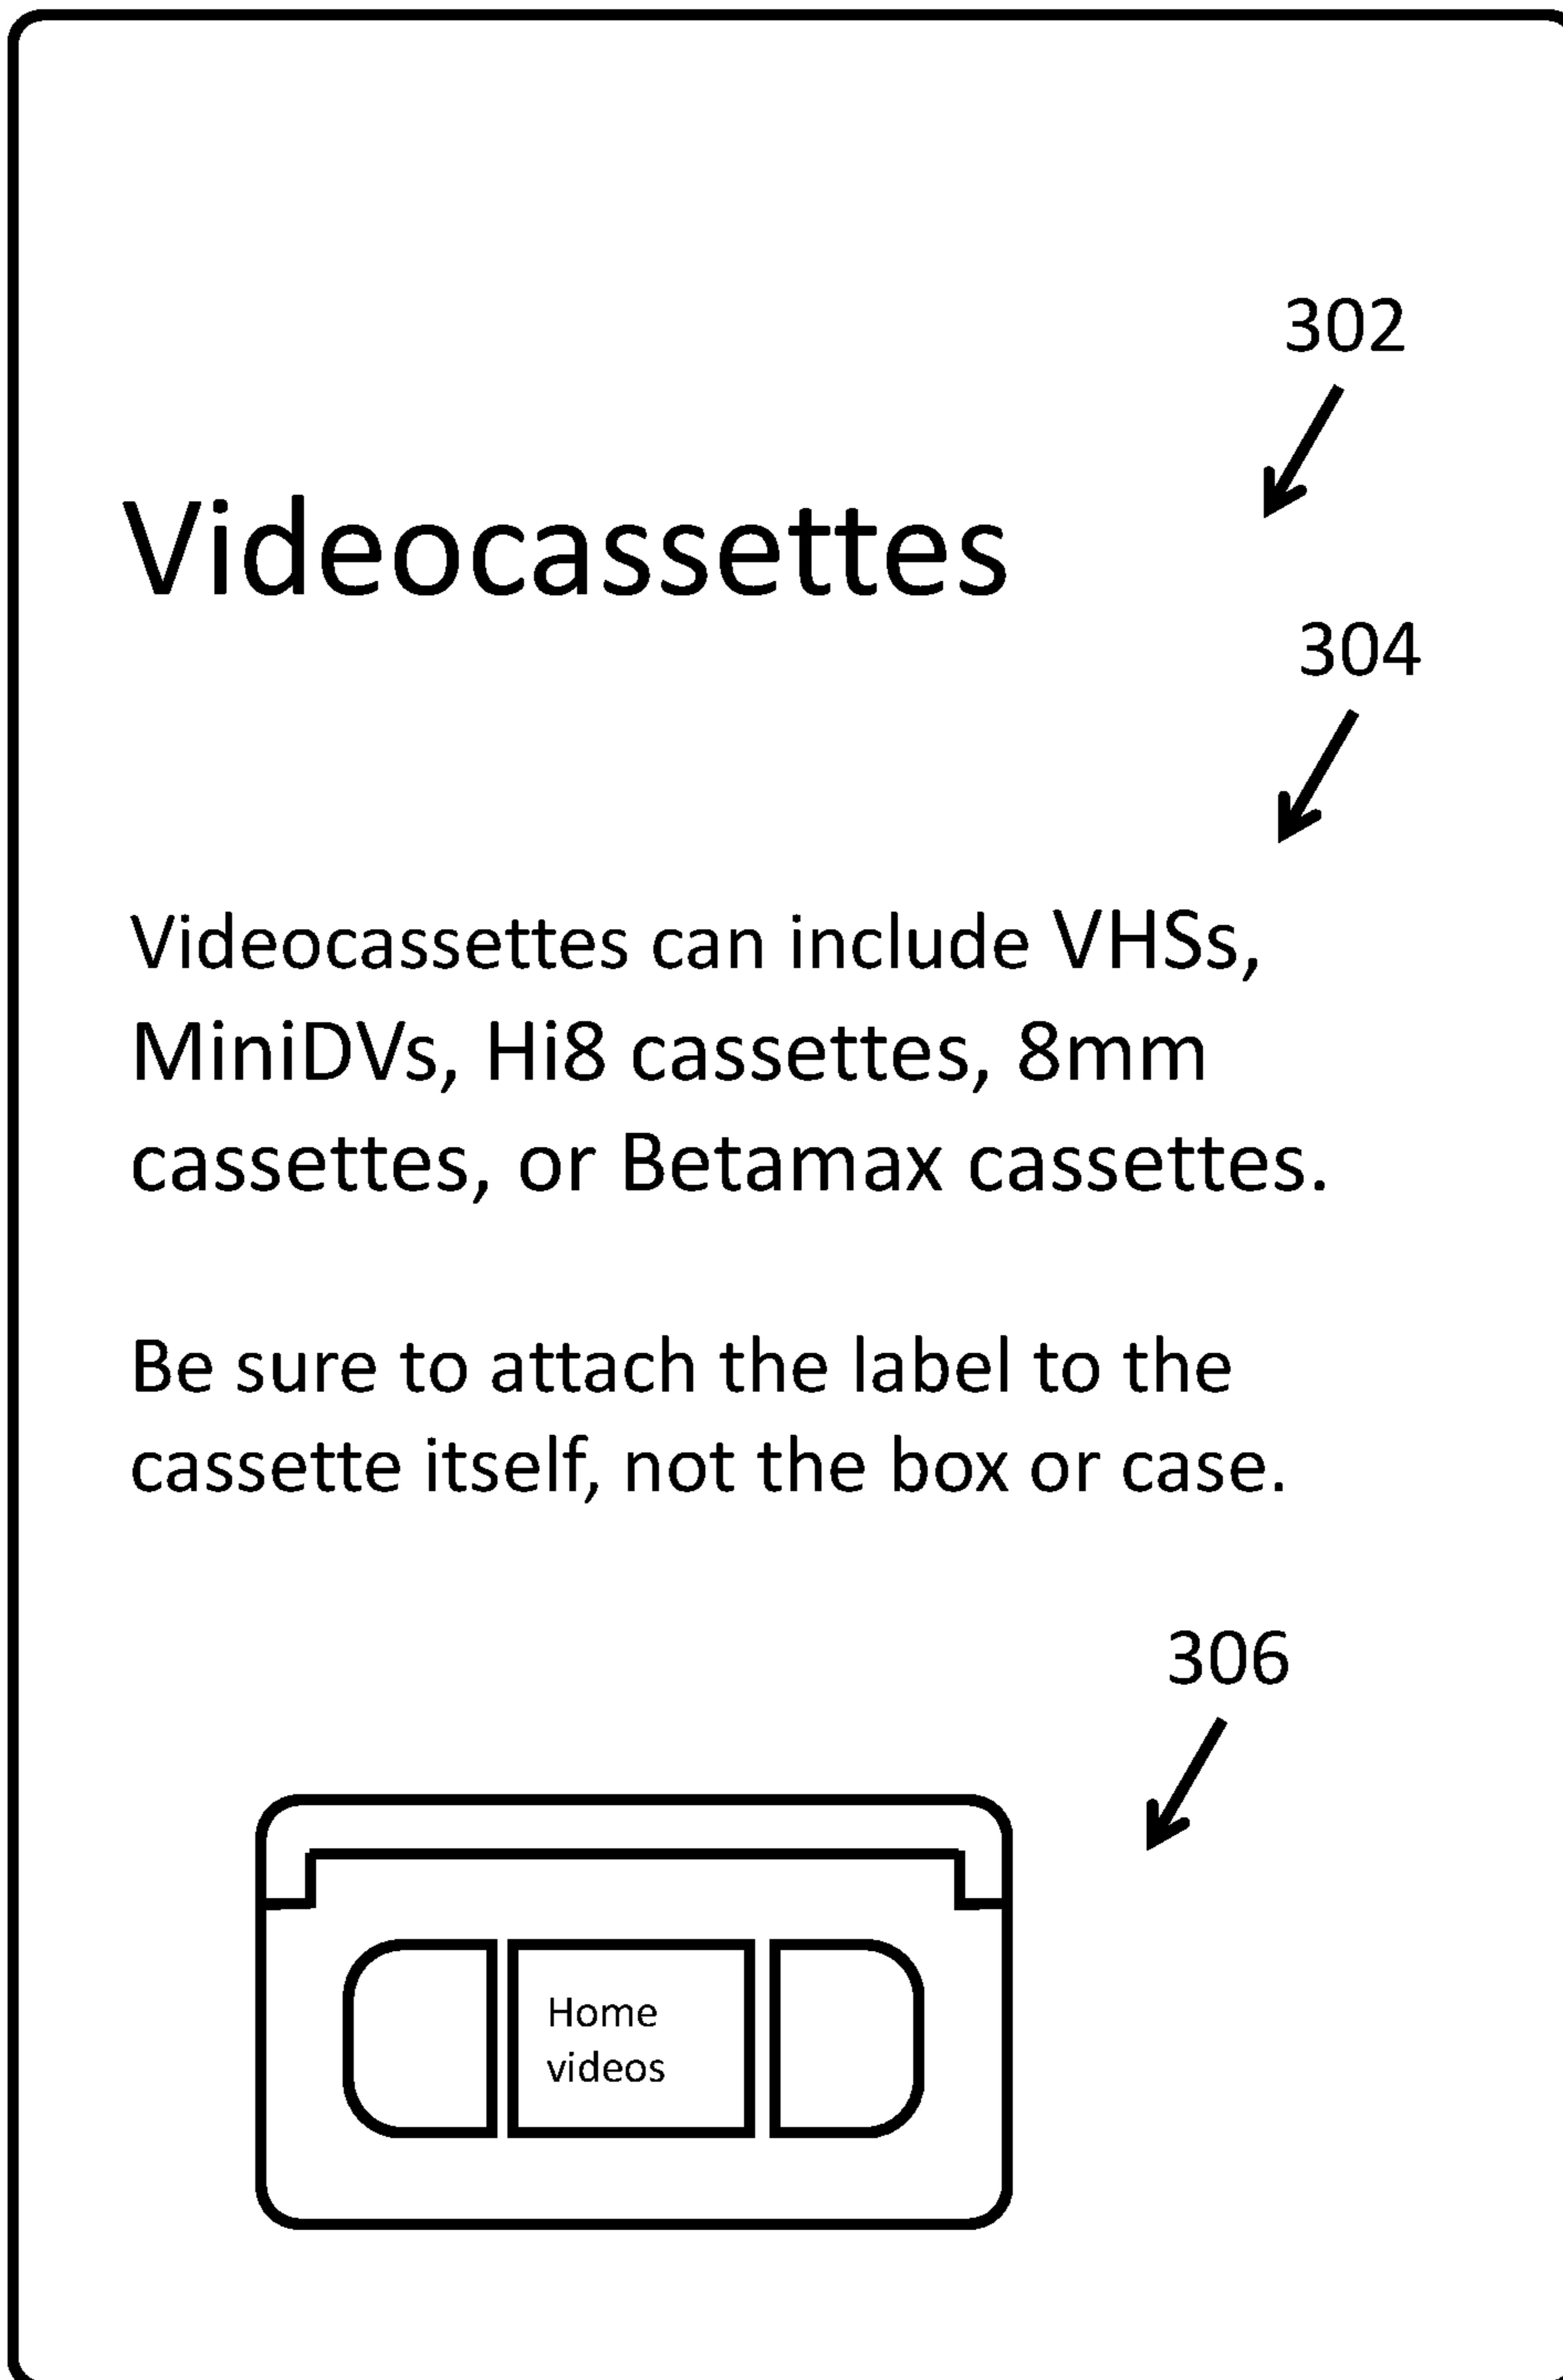 302
Videocassettes
304
Videocassettes can include VHSs,
MiniDVs, Hi8 cassettes, 8mm
cassettes, or Betamax cassettes.
Be sure to attach the label to the
cassette itself, not the box or case.
306
Home
videos